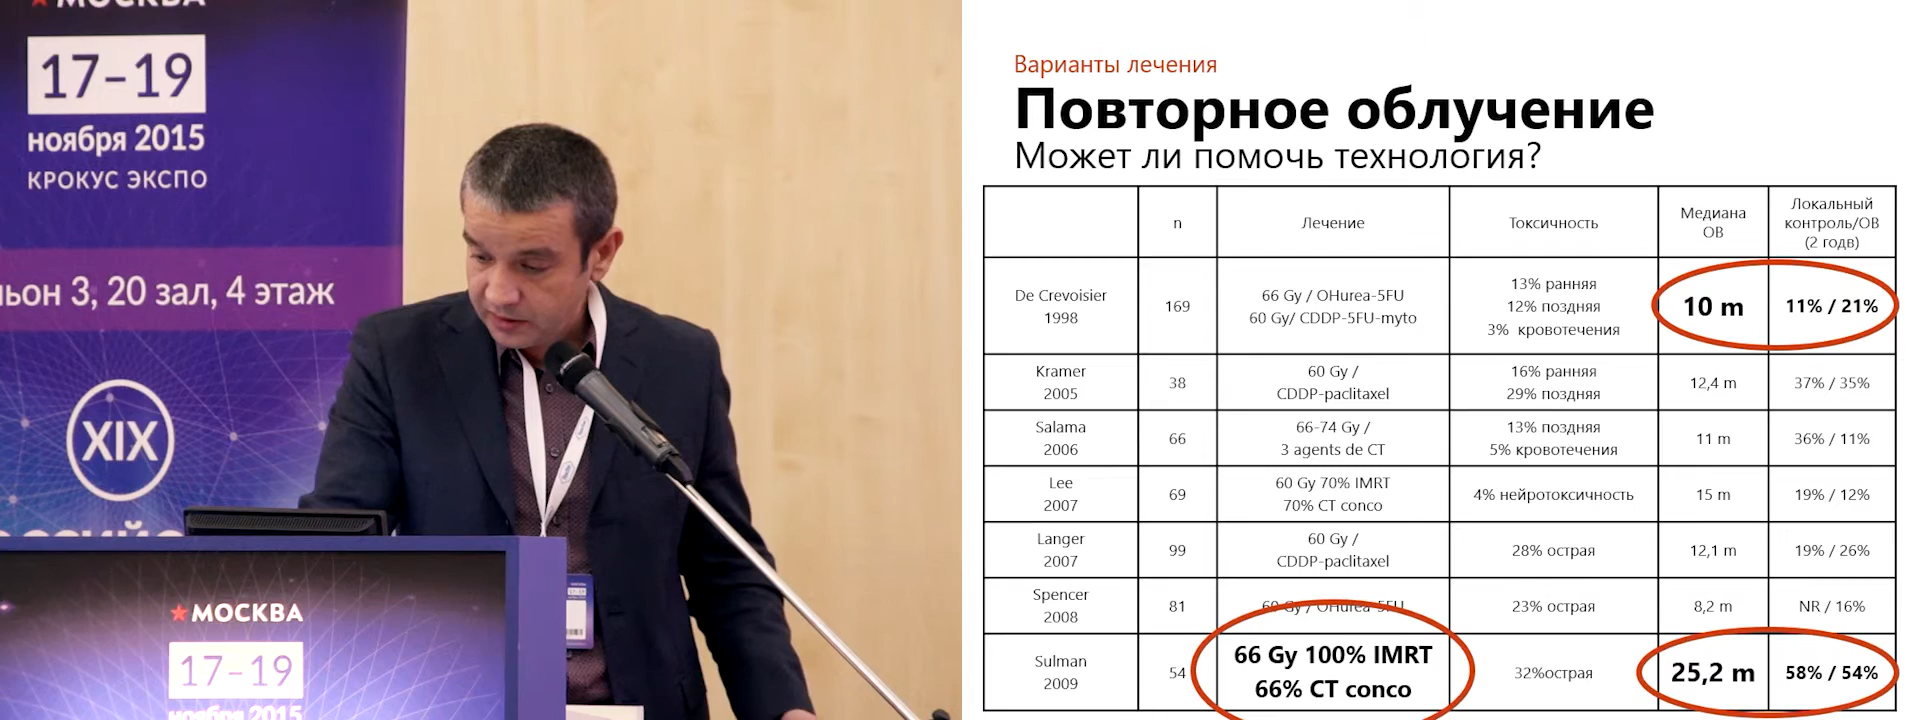 МОСКВА
17–19
ноября 2015
КРОКУС ЭКСПО
3, 20 зал, 4 этаж
XIX
МОСКВА
17–19
ноября 2015
Варианты лечения
Повторное облучение
Может ли помочь технология?
n Лечение Токсичность Медиана ОВ Локальный контроль/ОВ (2 годв)
De Crevoisier 1998 169 66 Gy / OHurea-5FU 60 Gy/ CDDP-5FU-myto 13% ранняя 12% поздняя 3% кровотечения 10 m 11% / 21%
Kramer 2005 38 60 Gy / CDDP-paclitaxel 16% ранняя 29% поздняя 12,4 m 37% / 35%
Salama 2006 66 66-74 Gy / 3 agents de CT 13% поздняя 5% кровотечения 11 m 36% / 11%
Lee 2007 69 60 Gy 70% IMRT 70% CT conco 4% нейротоксичность 15 m 19% / 12%
Langer 2007 99 60 Gy / CDDP-paclitaxel 28% острая 12,1 m 19% / 26%
Spencer 2008 81 60 Gy / OHurea-5FU 23% острая 8,2 m NR / 16%
Sulman 2009 54 66 Gy 100% IMRT 66% CT conco 32%острая 25,2 m 58% / 54%